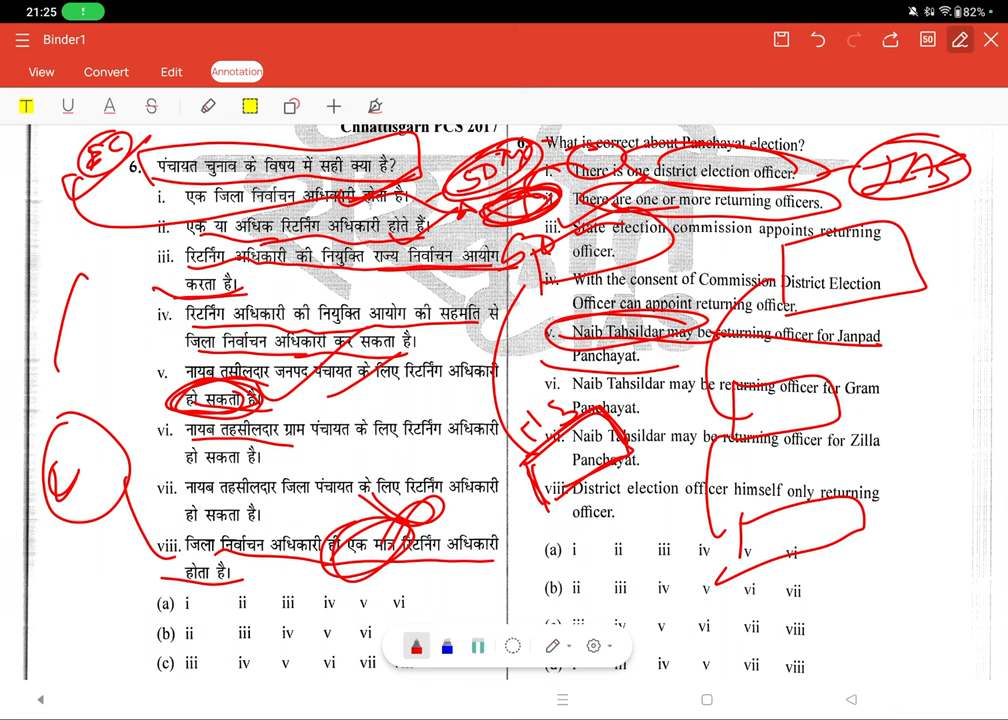 21:25
82%
Binder1
50
View Convert Edit Annotation
Chhattisgarh PCS 2017
6. पंचायत चुनाव के विषय में सही क्या है?
i. एक जिला निर्वाचन अधिकारी होता है।
ii. एक या अधिक रिटर्निंग अधिकारी होते हैं।
iii. रिटर्निंग अधिकारी की नियुक्ति राज्य निर्वाचन आयोग
करता है।
iv. रिटर्निंग अधिकारी की नियुक्ति आयोग की सहमति से
जिला निर्वाचन अधिकारी कर सकता है।
v. नायब तसीलदार जनपद पंचायत के लिए रिटर्निंग अधिकारी
हो सकता है।
vi. नायब तहसीलदार ग्राम पंचायत के लिए रिटर्निंग अधिकारी
हो सकता है।
vii. नायब तहसीलदार जिला पंचायत के लिए रिटर्निंग अधिकारी
हो सकता है।
viii. जिला निर्वाचन अधिकारी ही एक मात्र रिटर्निंग अधिकारी
होता है।
(a) i ii iii iv v vi
(b) ii iii iv v vi
(c) iii iv v vi vii
EC
SDM
IAS
6. What is correct about Panchayat election?
i. There is one district election officer.
ii. There are one or more returning officers.
iii. State election commission appoints returning
officer.
iv. With the consent of Commission District Election
Officer can appoint returning officer.
v. Naib Tahsildar may be returning officer for Janpad
Panchayat.
vi. Naib Tahsildar may be returning officer for Gram
Panchayat.
vii. Naib Tahsildar may be returning officer for Zilla
Panchayat.
viii. District election officer himself only returning
officer.
(a) i ii iii iv v vi
(b) ii iii iv v vi vii
iii iv v vi vii viii
iii iv v vii viii